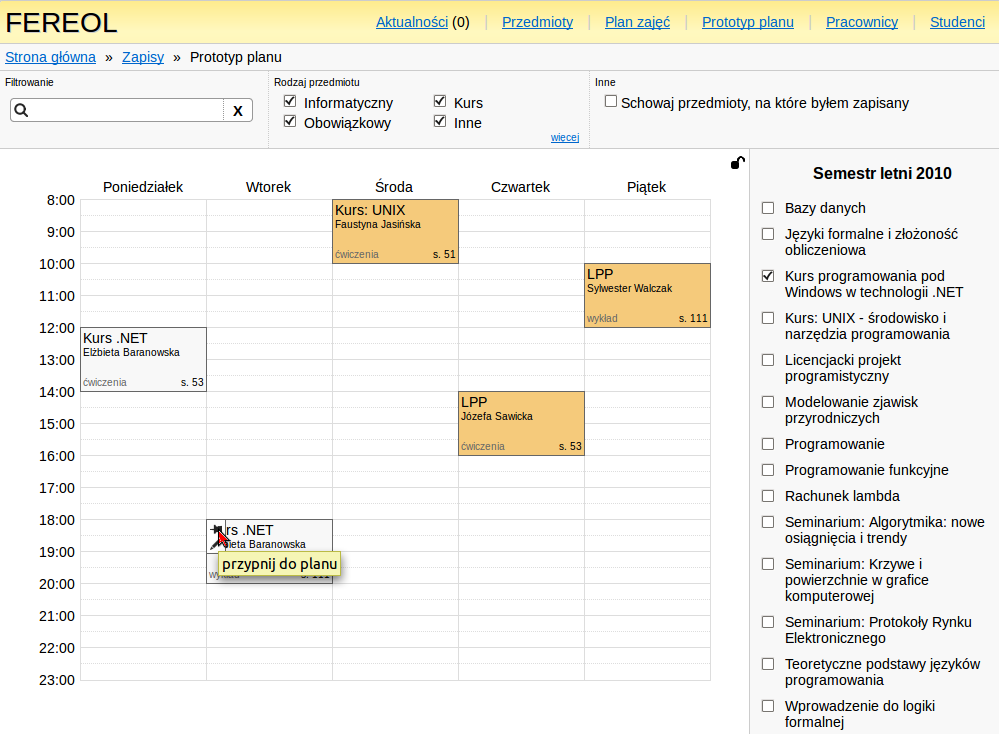 FEREOL
Aktualności (0) | Przedmioty | Plan zajęć | Prototyp planu | Pracownicy | Studenci
Strona główna » Zapisy » Prototyp planu
Filtrowanie
X
Rodzaj przedmiotu
Informatyczny
Kurs
Obowiązkowy
Inne
więcej
Inne
Schowaj przedmioty, na które byłem zapisany
Poniedziałek Wtorek Środa Czwartek Piątek
8:00
9:00
10:00
11:00
12:00
13:00
14:00
15:00
16:00
17:00
18:00
19:00
20:00
21:00
22:00
23:00
Kurs: UNIX
Faustyna Jasińska
ćwiczenia s. 51
LPP
Sylwester Walczak
wykład s. 111
Kurs .NET
Elżbieta Baranowska
ćwiczenia s. 53
LPP
Józefa Sawicka
ćwiczenia s. 53
rs .NET
Baranowska
przypnij do planu
Semestr letni 2010
Bazy danych
Języki formalne i złożoność
obliczeniowa
Kurs programowania pod
Windows w technologii .NET
Kurs: UNIX - środowisko i
narzędzia programowania
Licencjacki projekt
programistyczny
Modelowanie zjawisk
przyrodniczych
Programowanie
Programowanie funkcyjne
Rachunek lambda
Seminarium: Algorytmika: nowe
osiągnięcia i trendy
Seminarium: Krzywe i
powierzchnie w grafice
komputerowej
Seminarium: Protokoły Rynku
Elektronicznego
Teoretyczne podstawy języków
programowania
Wprowadzenie do logiki
formalnej